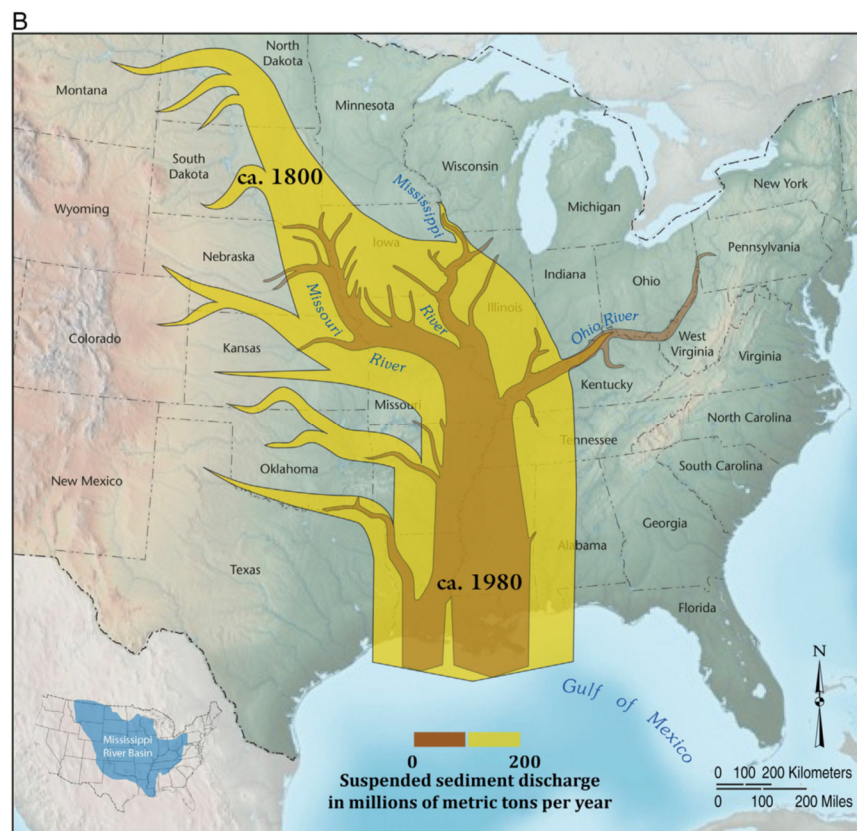 B
North
Dakota
Montana
Minnesota
South
Dakota
ca. 1800
Wisconsin
Mississippi
Michigan
New York
Wyoming
Iowa
Nebraska
Pennsylvania
Indiana
Ohio
Illinois
Missouri
River
Ohio River
Colorado
Kansas
River
West
Virginia
Virginia
Kentucky
Missouri
North Carolina
Tennessee
Oklahoma
South Carolina
New Mexico
Georgia
Alabama
Texas
ca. 1980
Florida
N
Gulf of Mexico
Mississippi
River Basin
0 200
Suspended sediment discharge
in millions of metric tons per year
0 100 200 Kilometers
0 100 200 Miles